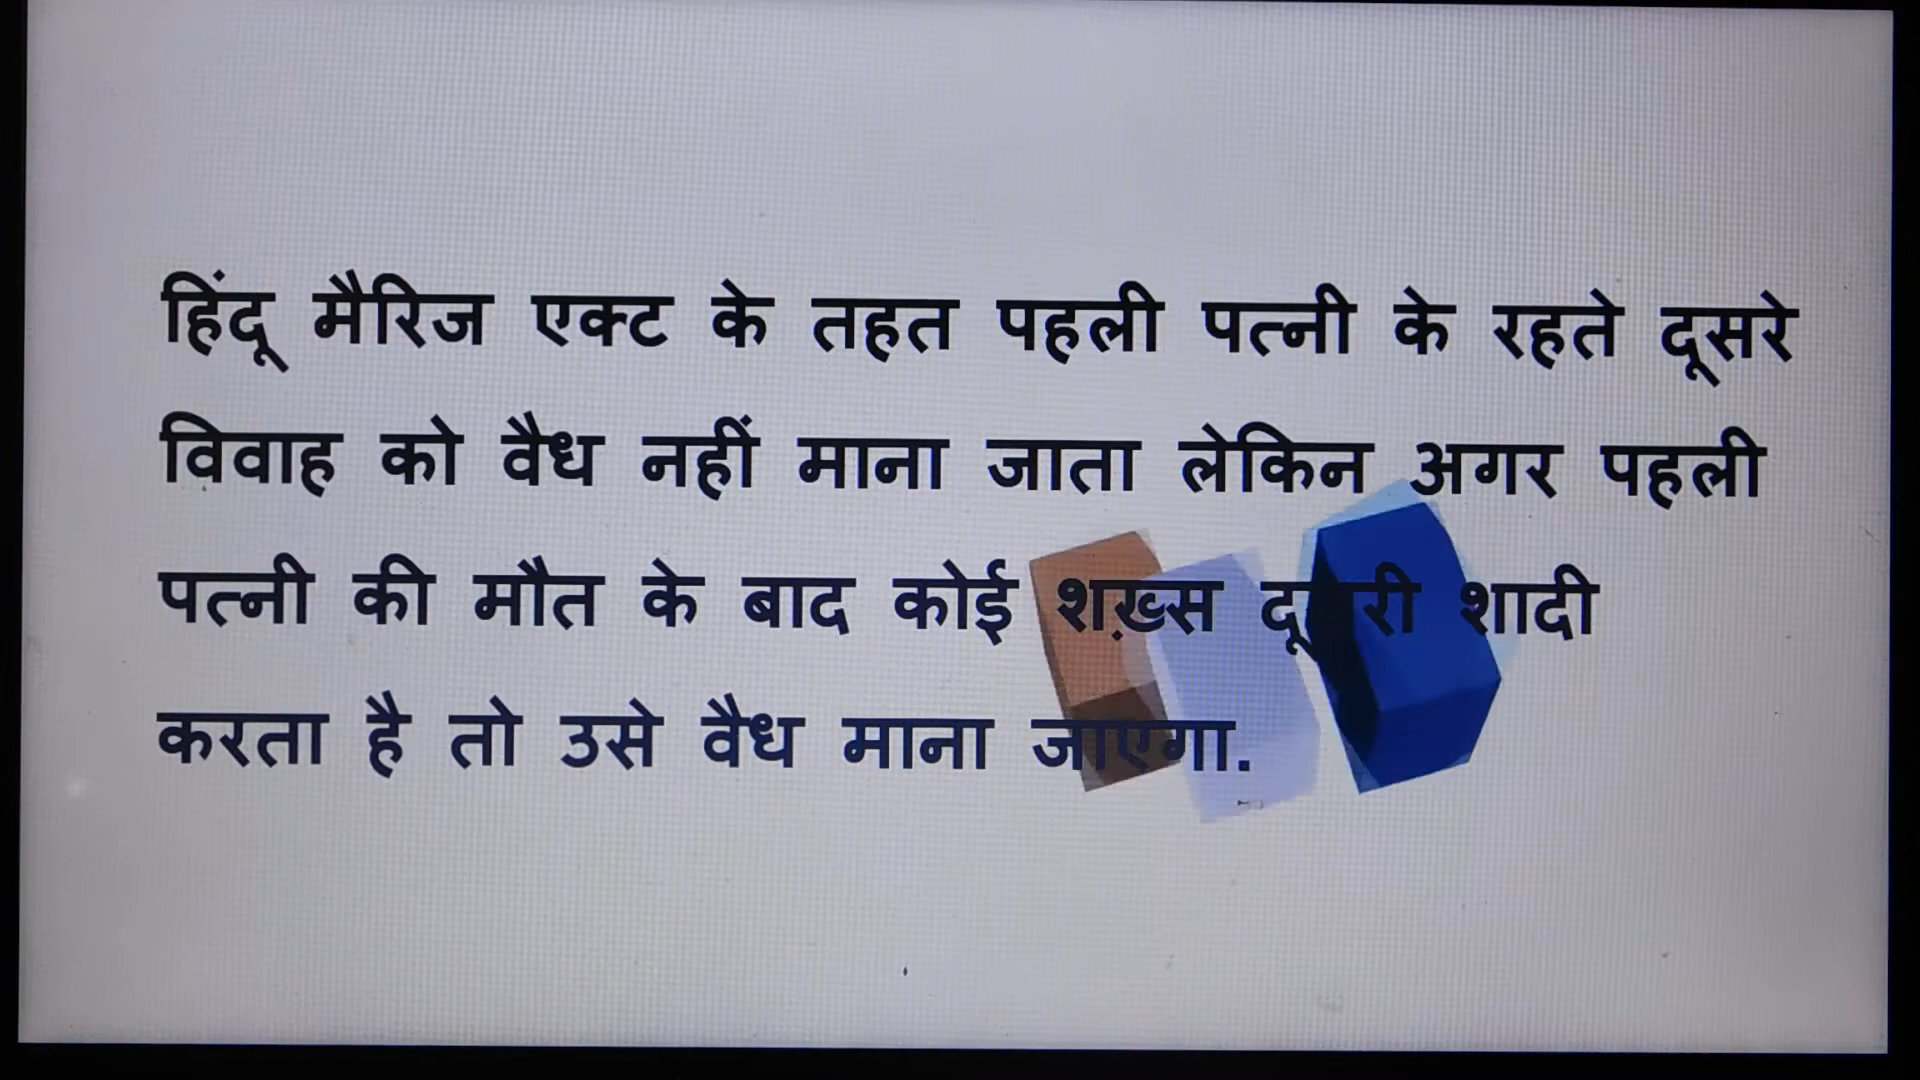 हिंदू मैरिज एक्ट के तहत पहली पत्नी के रहते दूसरे
विवाह को वैध नहीं माना जाता लेकिन अगर पहली
पत्नी की मौत के बाद कोई शख़्स शादी
करता है तो उसे वैध माना जाएगा.